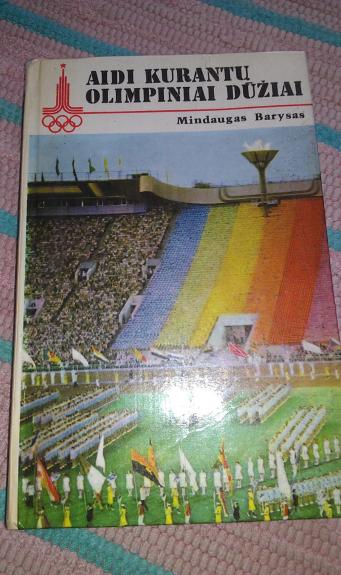 AIDI KURANTŲ
OLIMPINIAI DŪŽIAI
Mindaugas Barysas